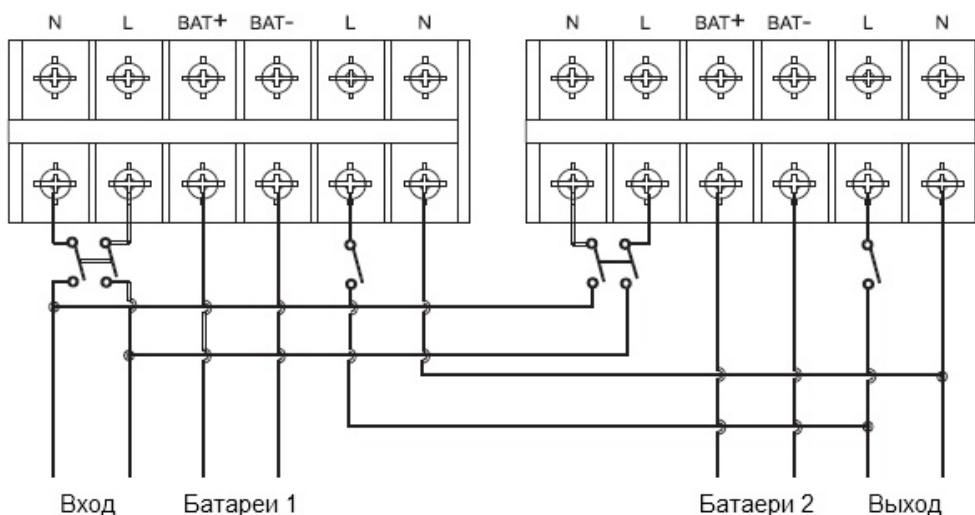 N L BAT+ BAT- L N N L BAT+ BAT- L N
Вход Батареи 1 Батаери 2 Выход